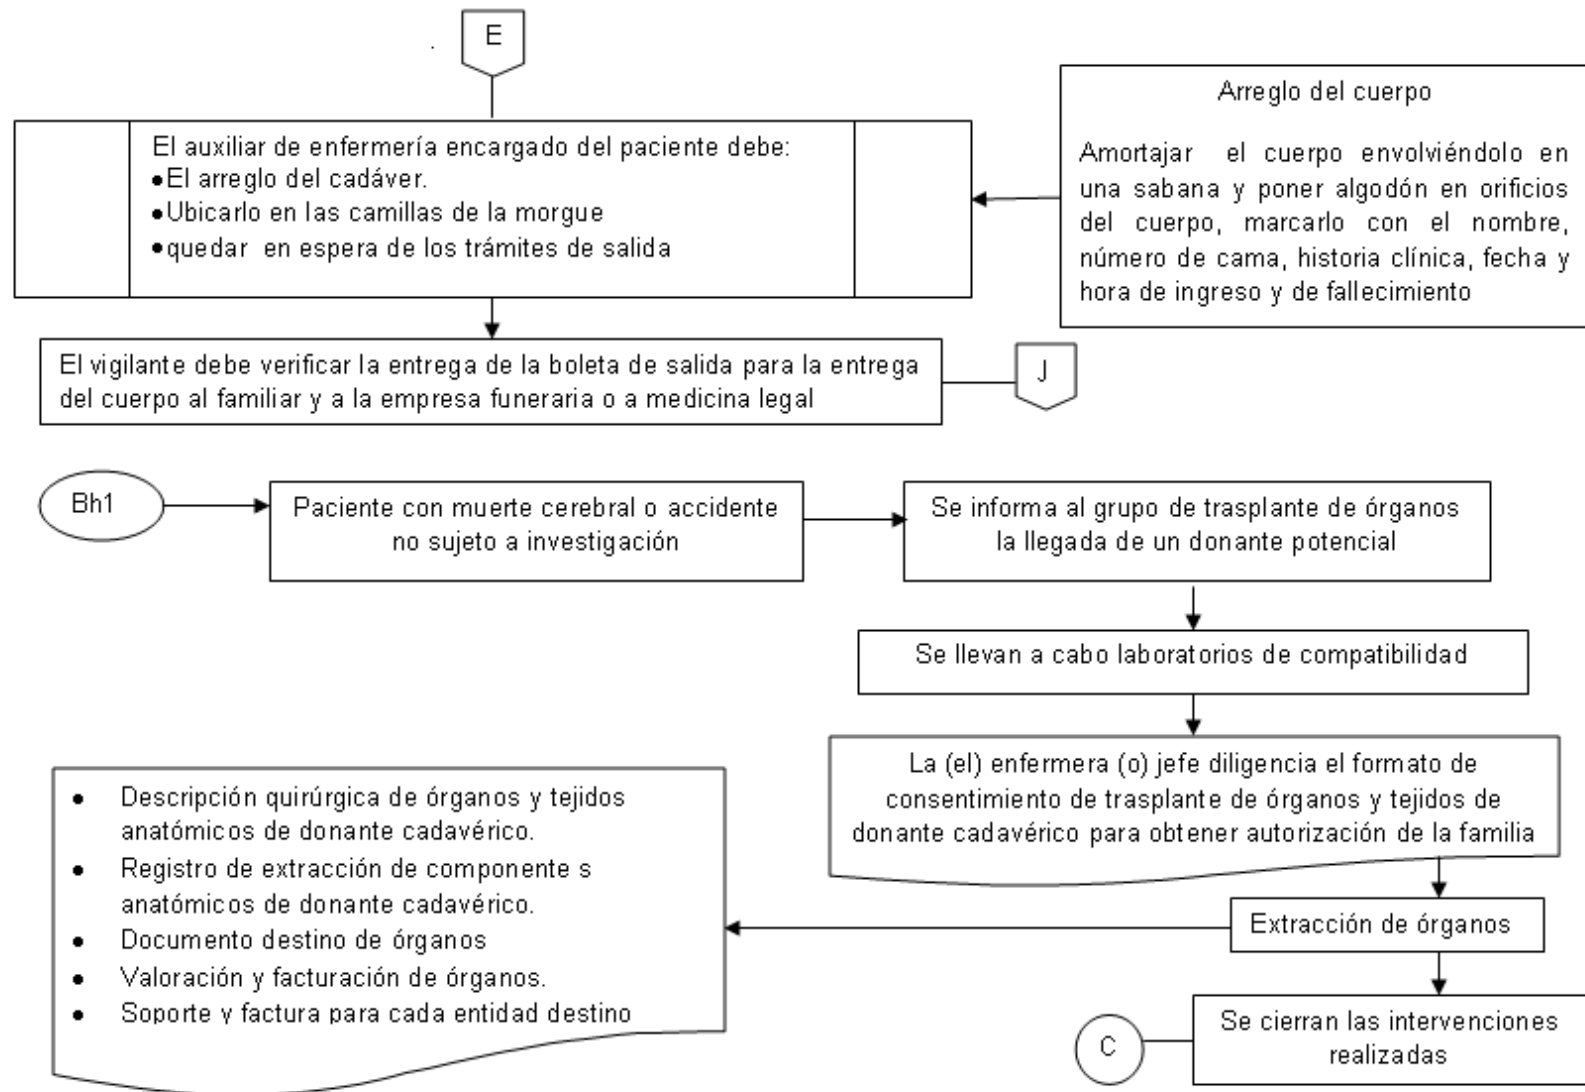 E
El auxiliar de enfermería encargado del paciente debe:
•El arreglo del cadáver.
•Ubicarlo en las camillas de la morgue
•quedar en espera de los trámites de salida
Arreglo del cuerpo
Amortajar el cuerpo envolviéndolo en
una sabana y poner algodón en orificios
del cuerpo, marcarlo con el nombre,
número de cama, historia clínica, fecha y
hora de ingreso y de fallecimiento
El vigilante debe verificar la entrega de la boleta de salida para la entrega
del cuerpo al familiar y a la empresa funeraria o a medicina legal
J
Bh1
Paciente con muerte cerebral o accidente
no sujeto a investigación
Se informa al grupo de trasplante de órganos
la llegada de un donante potencial
Se llevan a cabo laboratorios de compatibilidad
La (el) enfermera (o) jefe diligencia el formato de
consentimiento de trasplante de órganos y tejidos de
donante cadavérico para obtener autorización de la familia
• Descripción quirúrgica de órganos y tejidos
anatómicos de donante cadavérico.
• Registro de extracción de componente s
anatómicos de donante cadavérico.
• Documento destino de órganos
• Valoración y facturación de órganos.
• Soporte y factura para cada entidad destino
Extracción de órganos
Se cierran las intervenciones
realizadas
C